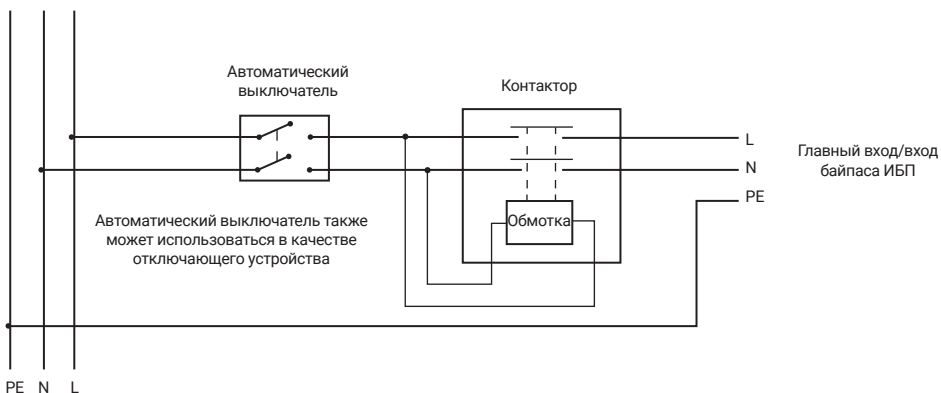 Автоматический
выключатель
Контактор
L
N
PE
Главный вход/вход
байпаса ИБП
Обмотка
Автоматический выключатель также
может использоваться в качестве
отключающего устройства
PE N L